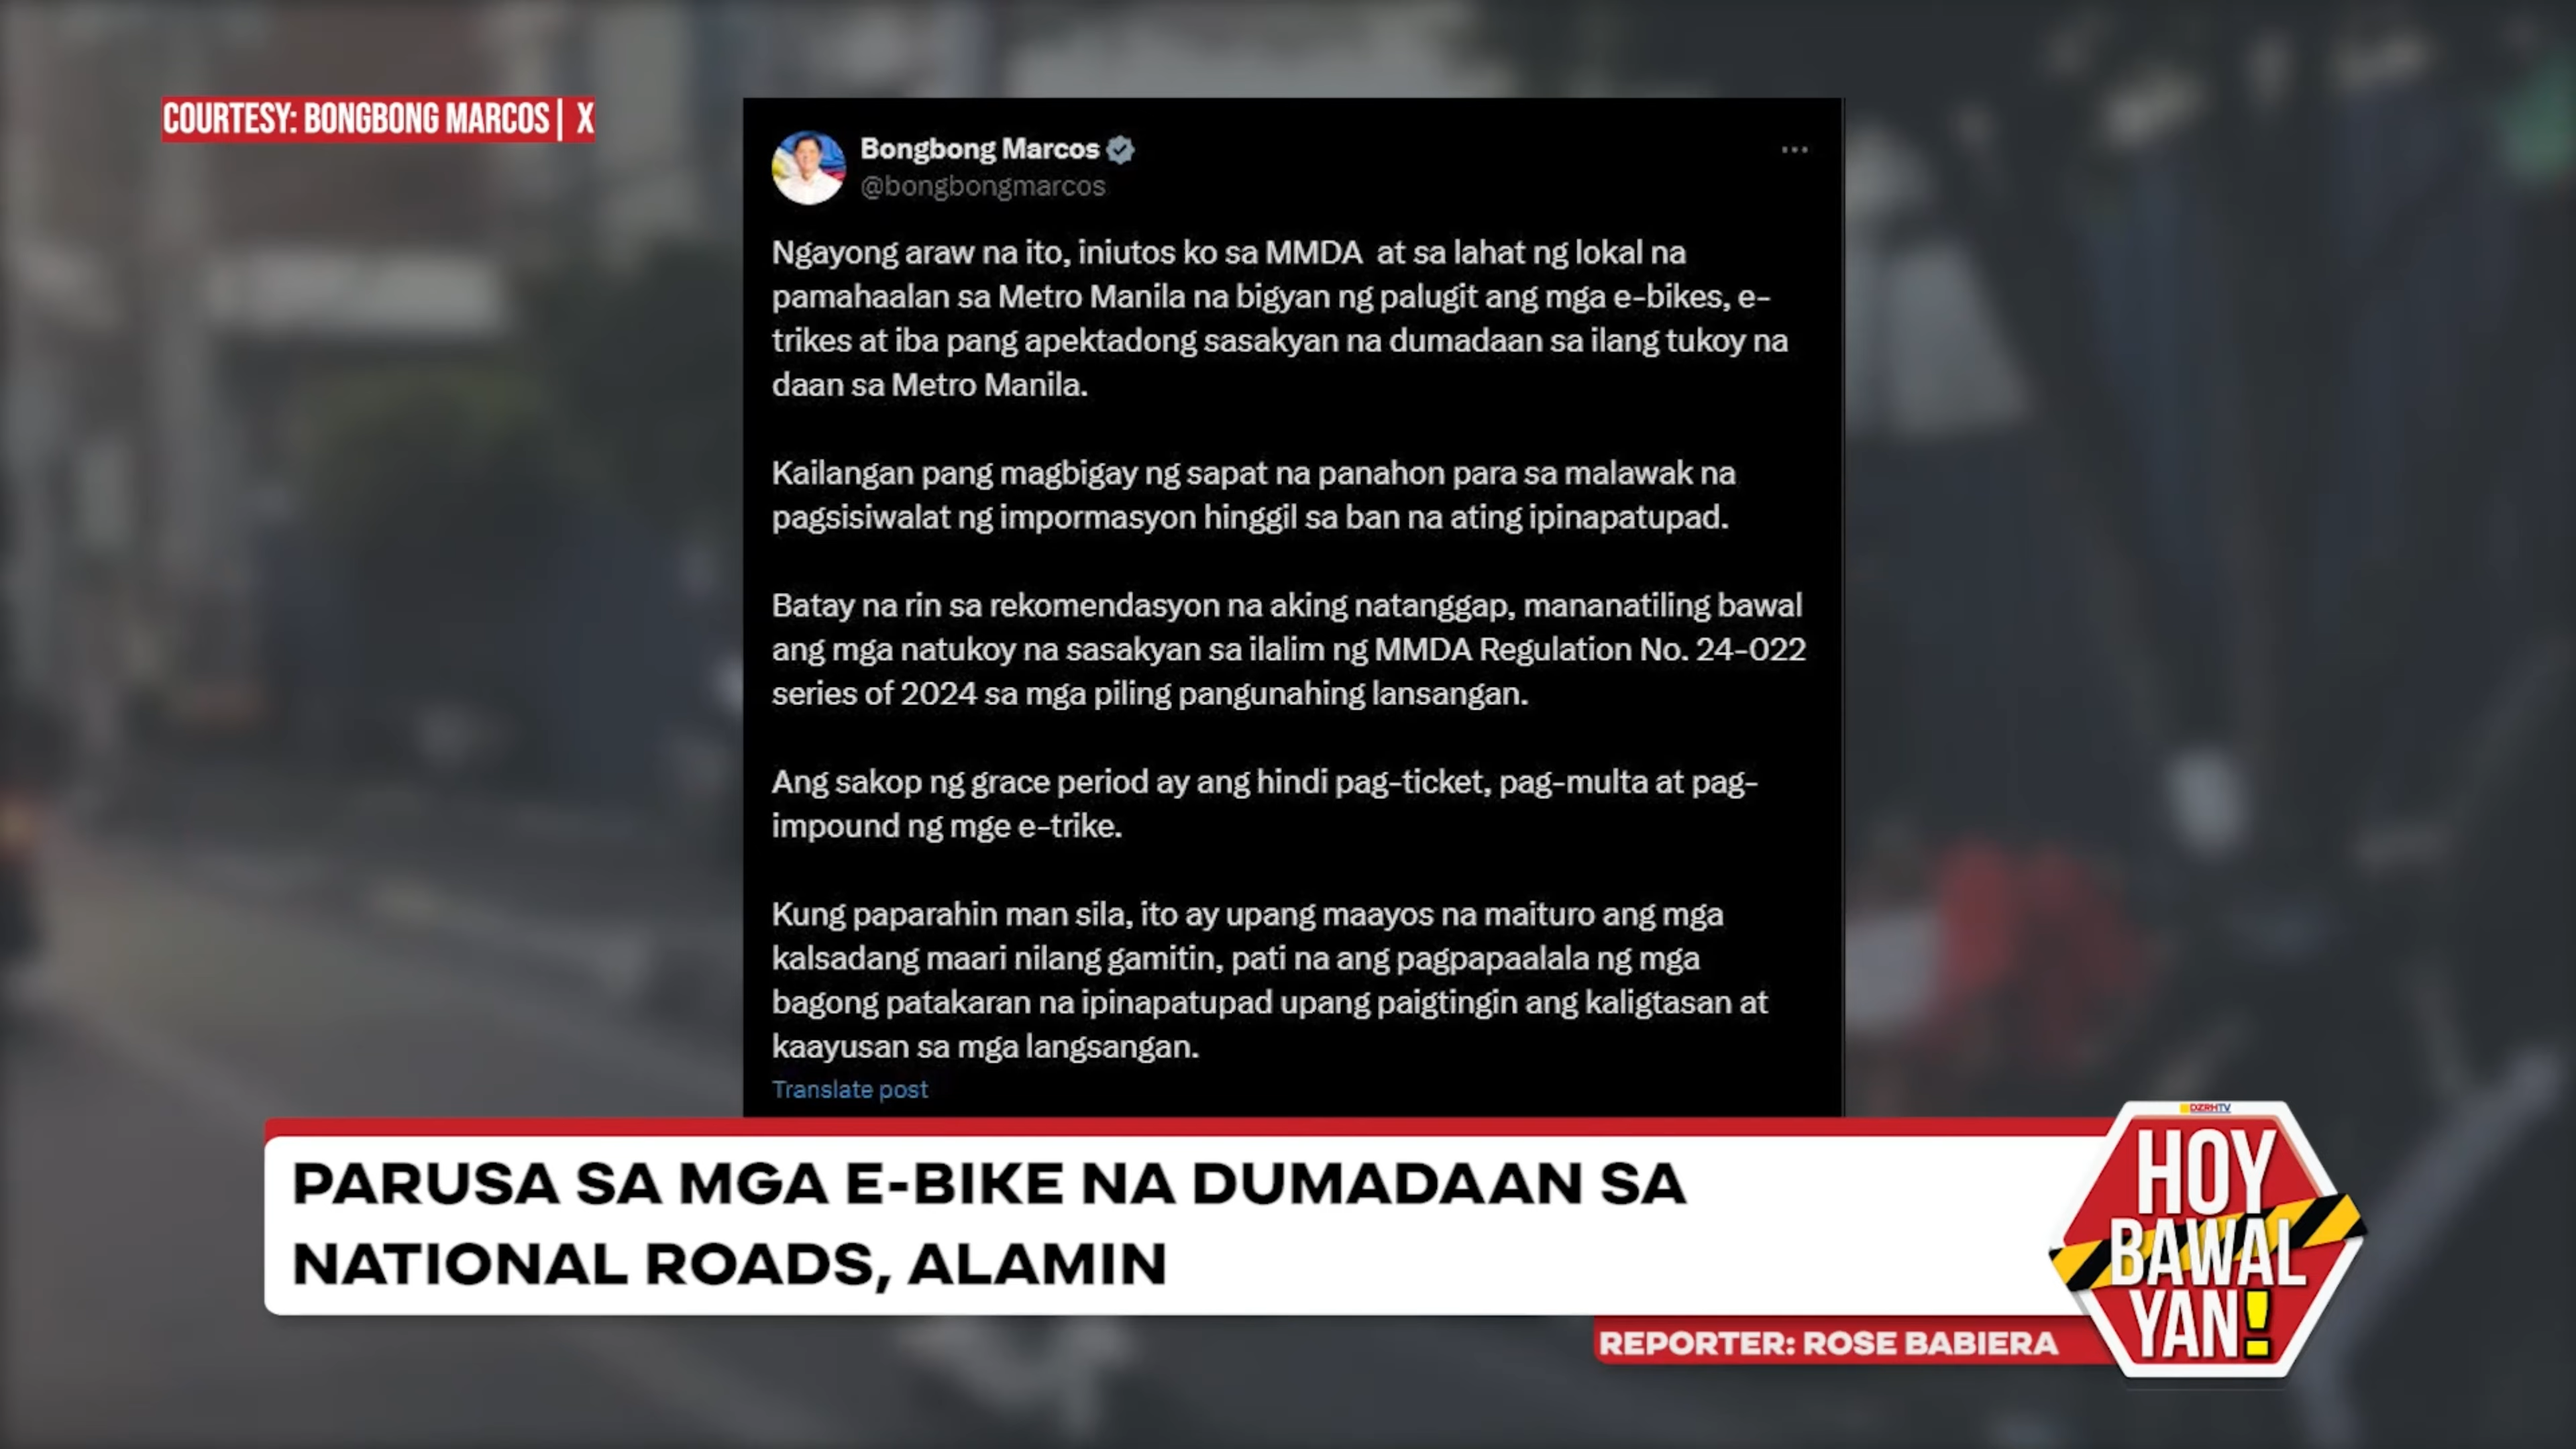 COURTESY: BONGBONG MARCOS | X
Bongbong Marcos
@bongbongmarcos
Ngayong araw na ito, iniutos ko sa MMDA at sa lahat ng lokal na
pamahaalan sa Metro Manila na bigyan ng palugit ang mga e-bikes, e-
trikes at iba pang apektadong sasakyan na dumadaan sa ilang tukoy na
daan sa Metro Manila.
Kailangan pang magbigay ng sapat na panahon para sa malawak na
pagsisiwalat ng impormasyon hinggil sa ban na ating ipinapatupad.
Batay na rin sa rekomendasyon na aking natanggap, mananatiling bawal
ang mga natukoy na sasakyan sa ilalim ng MMDA Regulation No. 24-022
series of 2024 sa mga piling pangunahing lansangan.
Ang sakop ng grace period ay ang hindi pag-ticket, pag-multa at pag-
impound ng mge e-trike.
Kung paparahin man sila, ito ay upang maayos na maituro ang mga
kalsadang maari nilang gamitin, pati na ang pagpapaalala ng mga
bagong patakaran na ipinapatupad upang paigtingin ang kaligtasan at
kaayusan sa mga langsangan.
Translate post
PARUSA SA MGA E-BIKE NA DUMADAAN SA
NATIONAL ROADS, ALAMIN
REPORTER: ROSE BABIERA
DZRHTV
HOY
BAWAL
YAN!